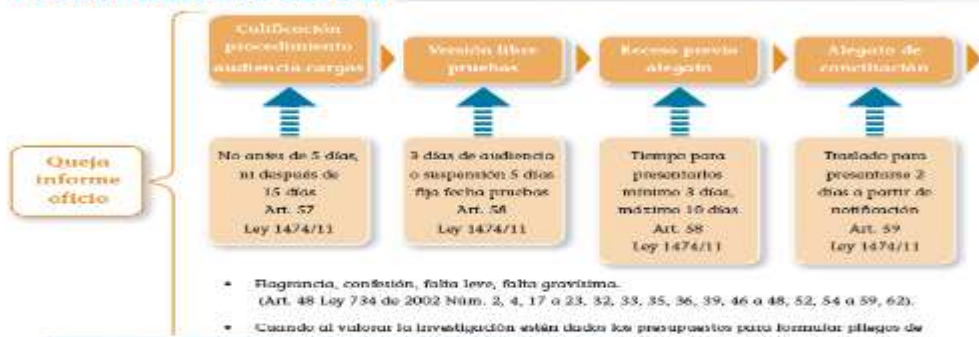 Calificación
procedimiento
audiencia cargos
Versión libre
pruebas
Receso previo
alegato
Alegato de
conciliación
Queja
informe
oficio
No antes de 5 días,
ni después de
15 días
Art. 57
Ley 1474/11
3 días de audiencia
o suspensión 5 días
fija fecha pruebas
Art. 58
Ley 1474/11
Tiempo para
presentarlos
mínimo 3 días,
máximo 10 días
Art. 58
Ley 1474/11
Traslado para
presentarse 2
días a partir de
notificación
Art. 59
Ley 1474/11
• Flagrancia, confesión, falta leve, falta gravísima.
(Art. 48 Ley 734 de 2002 Núm. 2, 4, 17 a 23, 32, 33, 35, 36, 39, 46 a 48, 52, 54 a 59, 62).
• Cuando al valorar la investigación están dados los presupuestos para formular pliegos de